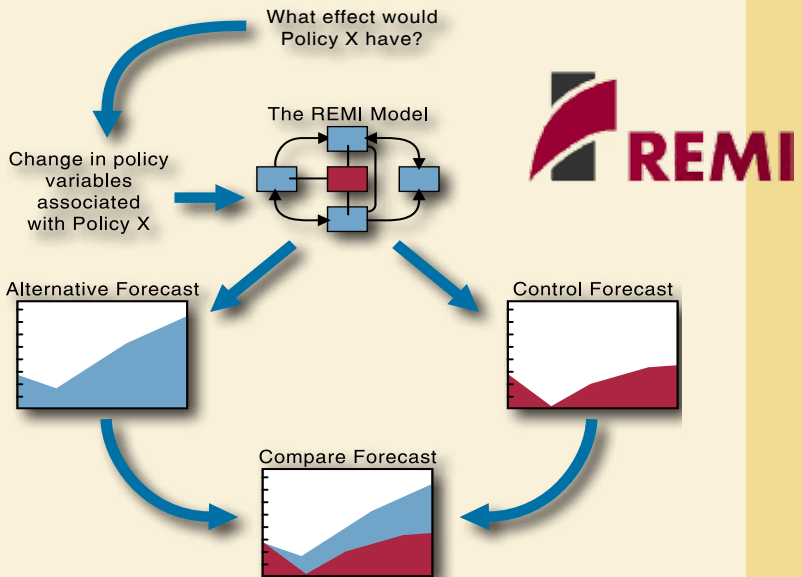 What effect would
Policy X have?
REMI
The REMI Model
Change in policy
variables
associated
with Policy X
Alternative Forecast
Control Forecast
Compare Forecast